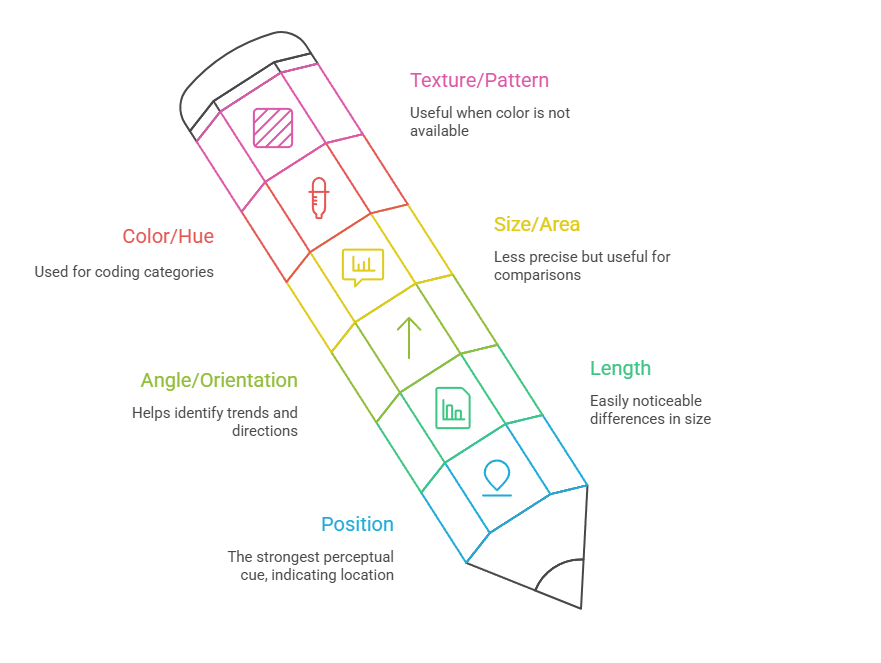 Texture/Pattern
Useful when color is not
available
Color/Hue
Used for coding categories
Size/Area
Less precise but useful for
comparisons
Angle/Orientation
Helps identify trends and
directions
Length
Easily noticeable
differences in size
Position
The strongest perceptual
cue, indicating location